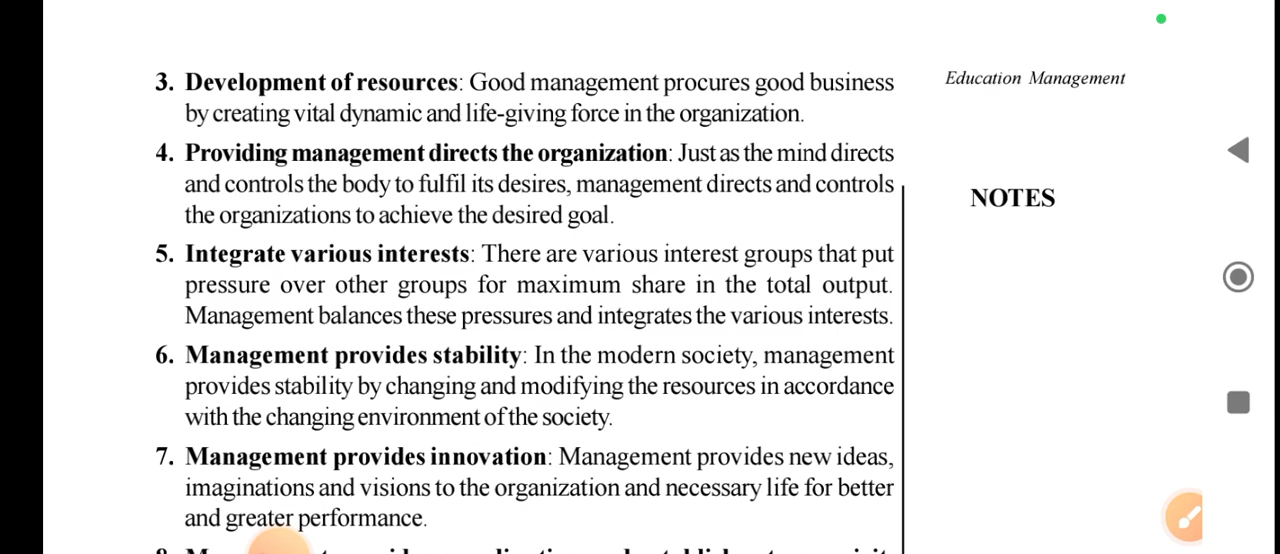 3. Development of resources: Good management procures good business
by creating vital dynamic and life-giving force in the organization.
4. Providing management directs the organization: Just as the mind directs
and controls the body to fulfil its desires, management directs and controls
the organizations to achieve the desired goal.
5. Integrate various interests: There are various interest groups that put
pressure over other groups for maximum share in the total output.
Management balances these pressures and integrates the various interests.
6. Management provides stability: In the modern society, management
provides stability by changing and modifying the resources in accordance
with the changing environment of the society.
7. Management provides innovation: Management provides new ideas,
imaginations and visions to the organization and necessary life for better
and greater performance.
Education Management
NOTES